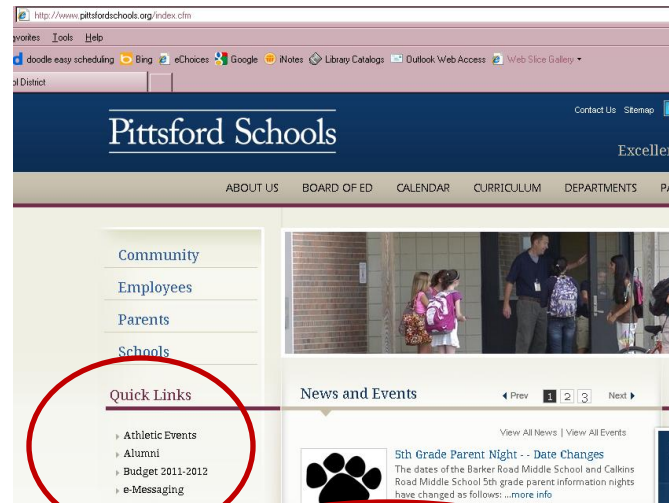 http://www.pittsfordschools.org/index.cfm
Tools Help
doodle easy scheduling Bing eChoices Google iNotes Library Catalogs Outlook Web Access Web Slice Gallery
ol District
Contact Us Sitemap
Pittsford Schools
ABOUT US BOARD OF ED CALENDAR CURRICULUM DEPARTMENTS
Community
Employees
Parents
Schools
Quick Links
Athletic Events
Alumni
Budget 2011-2012
e-Messaging
News and Events
Prev 1 2 3 Next
View All News | View All Events
5th Grade Parent Night - - Date Changes
The dates of the Barker Road Middle School and Calkins
Road Middle School 5th grade parent information nights
have changed as follows: ...more info